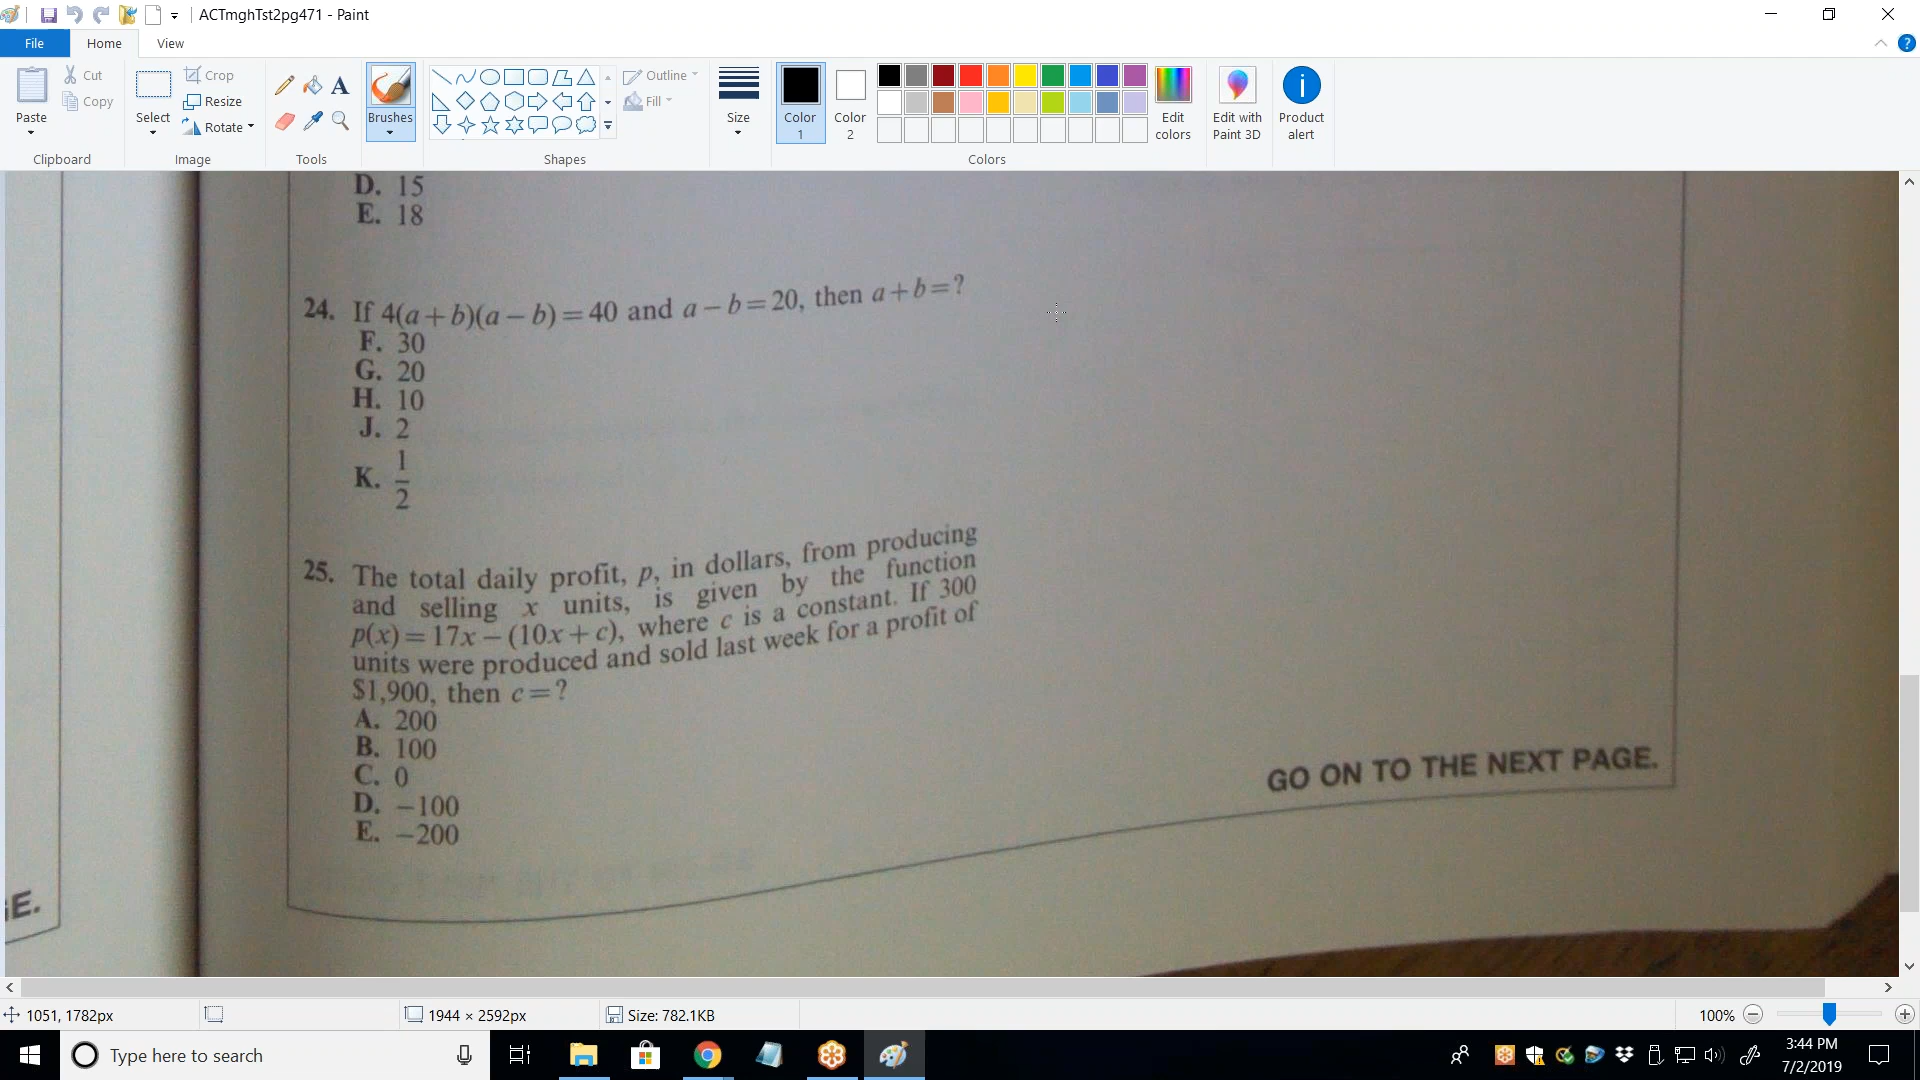 ACTmghTst2pg471 - Paint
File Home View
Paste
Cut
Copy
Clipboard
Select
Crop
Resize
Rotate
Image
Tools
Brushes
Shapes
Outline
Fill
Size
Color 1
Color 2
Edit colors
Colors
Edit with Paint 3D
Product alert
D. 15
E. 18
24. If 4(a + b)(a – b) = 40 and a – b = 20, then a + b = ?
F. 30
G. 20
H. 10
J. 2
K. 1/2
25. The total daily profit, p, in dollars, from producing
and selling x units, is given by the function
p(x) = 17x – (10x + c), where c is a constant. If 300
units were produced and sold last week for a profit of
$1,900, then c = ?
A. 200
B. 100
C. 0
D. –100
E. –200
GO ON TO THE NEXT PAGE.
E.
1051, 1782px
1944 × 2592px
Size: 782.1KB
100%
Type here to search
3:44 PM
7/2/2019